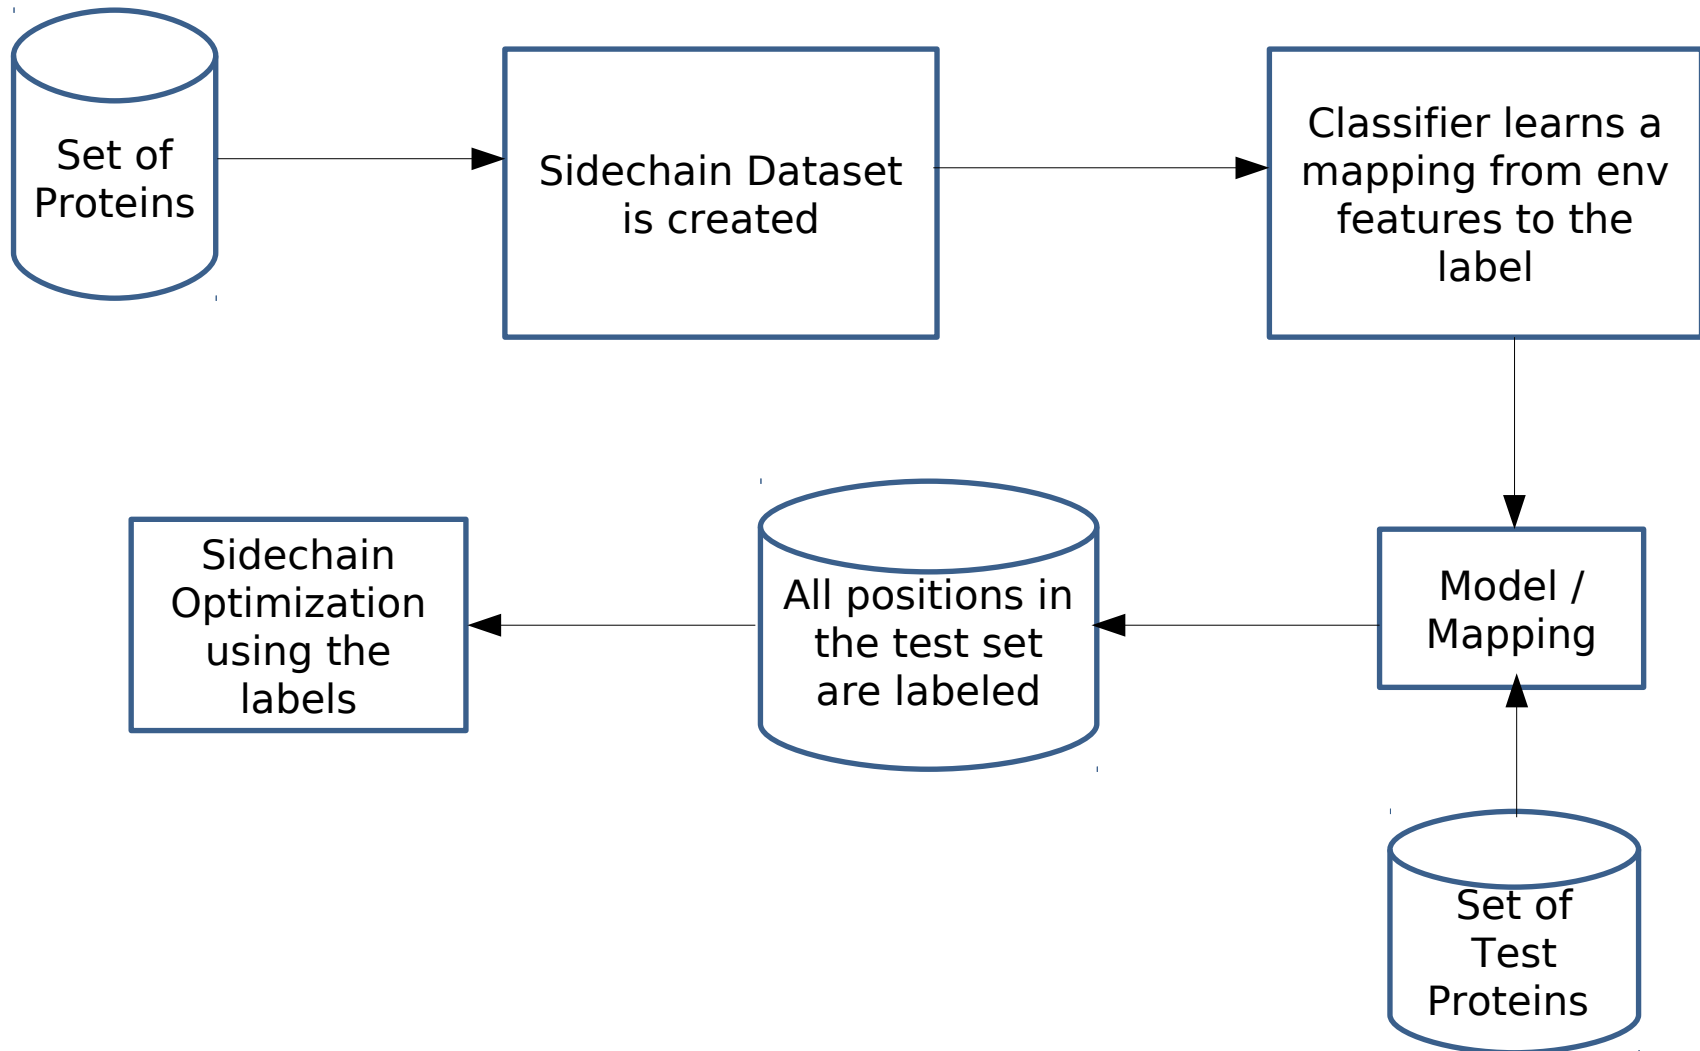 Set of
Proteins
Sidechain Dataset
is created
Classifier learns a
mapping from env
features to the
label
Sidechain
Optimization
using the
labels
All positions in
the test set
are labeled
Model /
Mapping
Set of
Test
Proteins